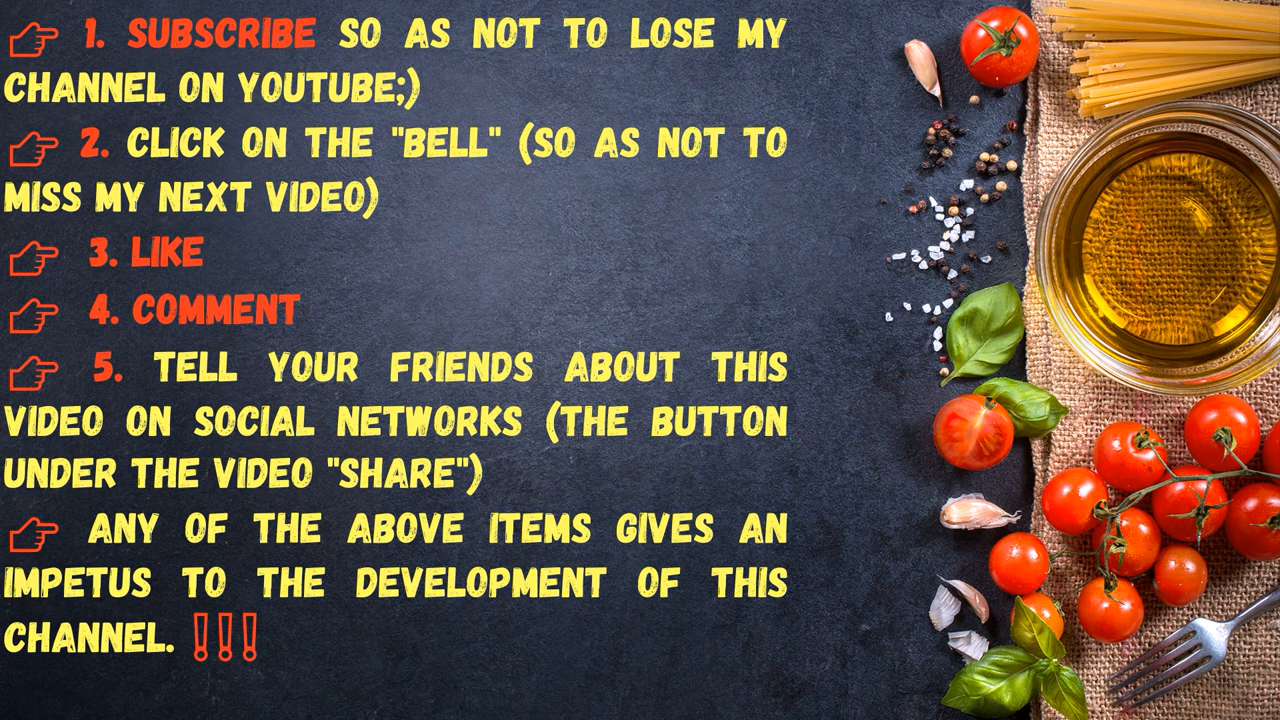 👉 1. SUBSCRIBE SO AS NOT TO LOSE MY
CHANNEL ON YOUTUBE;)
👉 2. CLICK ON THE "BELL" (SO AS NOT TO
MISS MY NEXT VIDEO)
👉 3. LIKE
👉 4. COMMENT
👉 5. TELL YOUR FRIENDS ABOUT THIS
VIDEO ON SOCIAL NETWORKS (THE BUTTON
UNDER THE VIDEO "SHARE")
👉 ANY OF THE ABOVE ITEMS GIVES AN
IMPETUS TO THE DEVELOPMENT OF THIS
CHANNEL. ❗❗❗